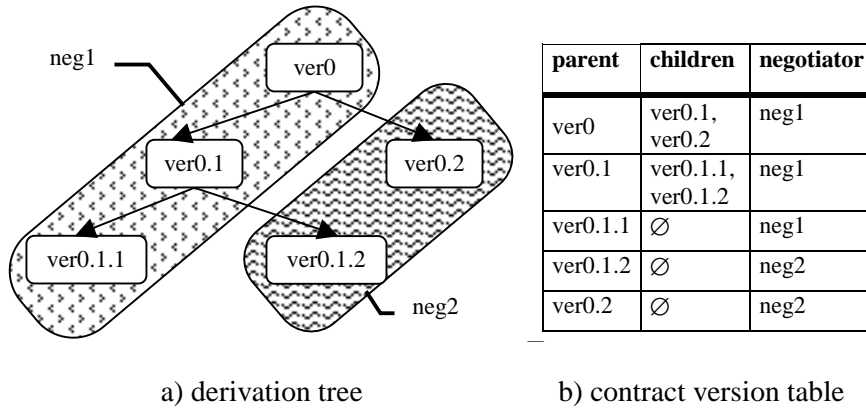 neg1
ver0
ver0.1
ver0.2
ver0.1.1
ver0.1.2
neg2
parent children negotiator
ver0 ver0.1, ver0.2 neg1
ver0.1 ver0.1.1, ver0.1.2 neg1
ver0.1.1 ∅ neg1
ver0.1.2 ∅ neg2
ver0.2 ∅ neg2
a) derivation tree
b) contract version table